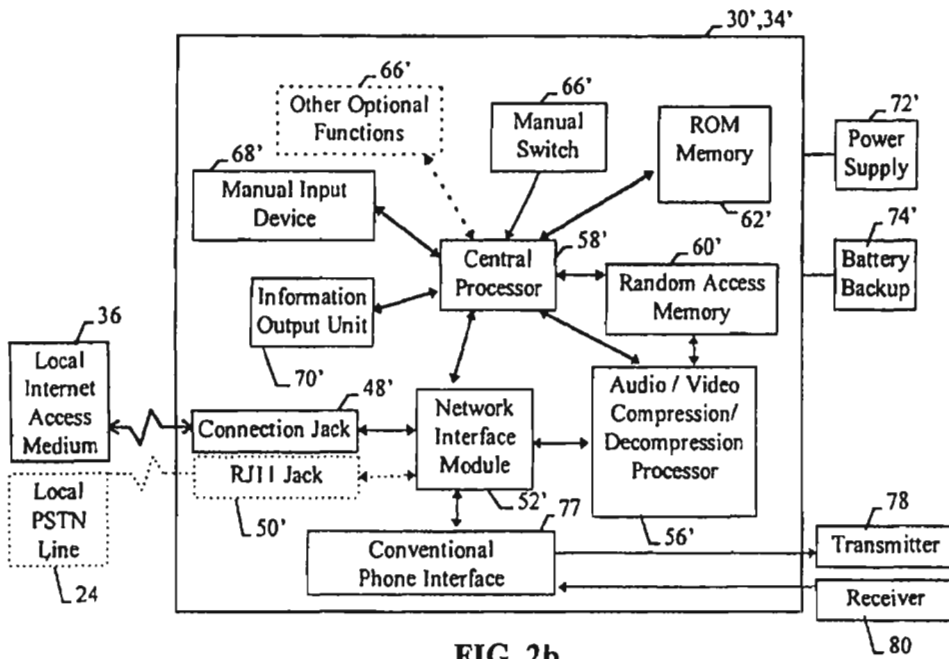 30',34'
66'
Other Optional
Functions
66'
Manual
Switch
ROM
Memory
62'
72'
Power
Supply
68'
Manual Input
Device
58'
Central
Processor
60'
Random Access
Memory
74'
Battery
Backup
Information
Output Unit
70'
36
Local
Internet
Access
Medium
48'
Connection Jack
RJ11 Jack
50'
Network
Interface
Module
52'
Audio / Video
Compression/
Decompression
Processor
56'
Local
PSTN
Line
24
77
Conventional
Phone Interface
78
Transmitter
Receiver
80
FIG. 2b